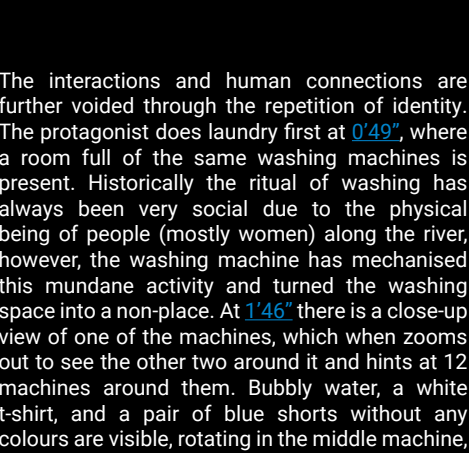 The interactions and human connections are
further voided through the repetition of identity.
The protagonist does laundry first at 0’49”, where
a room full of the same washing machines is
present. Historically the ritual of washing has
always been very social due to the physical
being of people (mostly women) along the river,
however, the washing machine has mechanised
this mundane activity and turned the washing
space into a non-place. At 1’46” there is a close-up
view of one of the machines, which when zooms
out to see the other two around it and hints at 12
machines around them. Bubbly water, a white
t-shirt, and a pair of blue shorts without any
colours are visible, rotating in the middle machine,